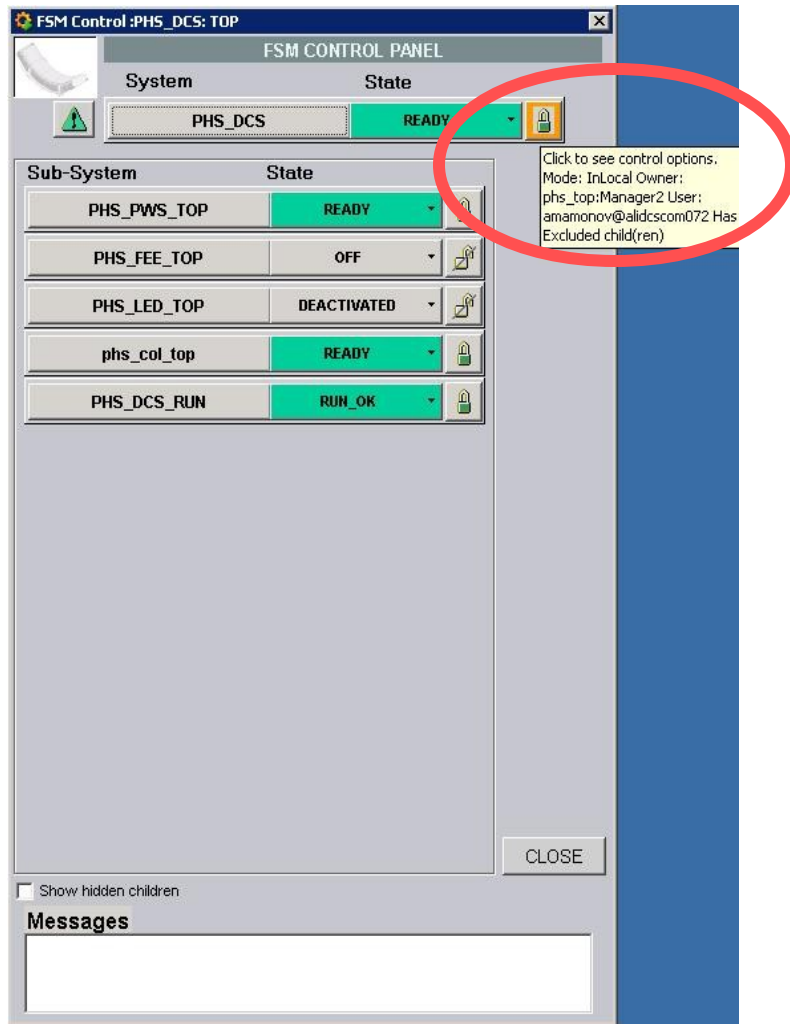 FSM Control :PHS_DCS: TOP
FSM CONTROL PANEL
System State
PHS_DCS READY
Click to see control options.
Mode: InLocal Owner:
phs_top:Manager2 User:
amamonov@alidcscom072 Has
Excluded child(ren)
Sub-System State
PHS_PWS_TOP READY
PHS_FEE_TOP OFF
PHS_LED_TOP DEACTIVATED
phs_col_top READY
PHS_DCS_RUN RUN_OK
CLOSE
Show hidden children
Messages